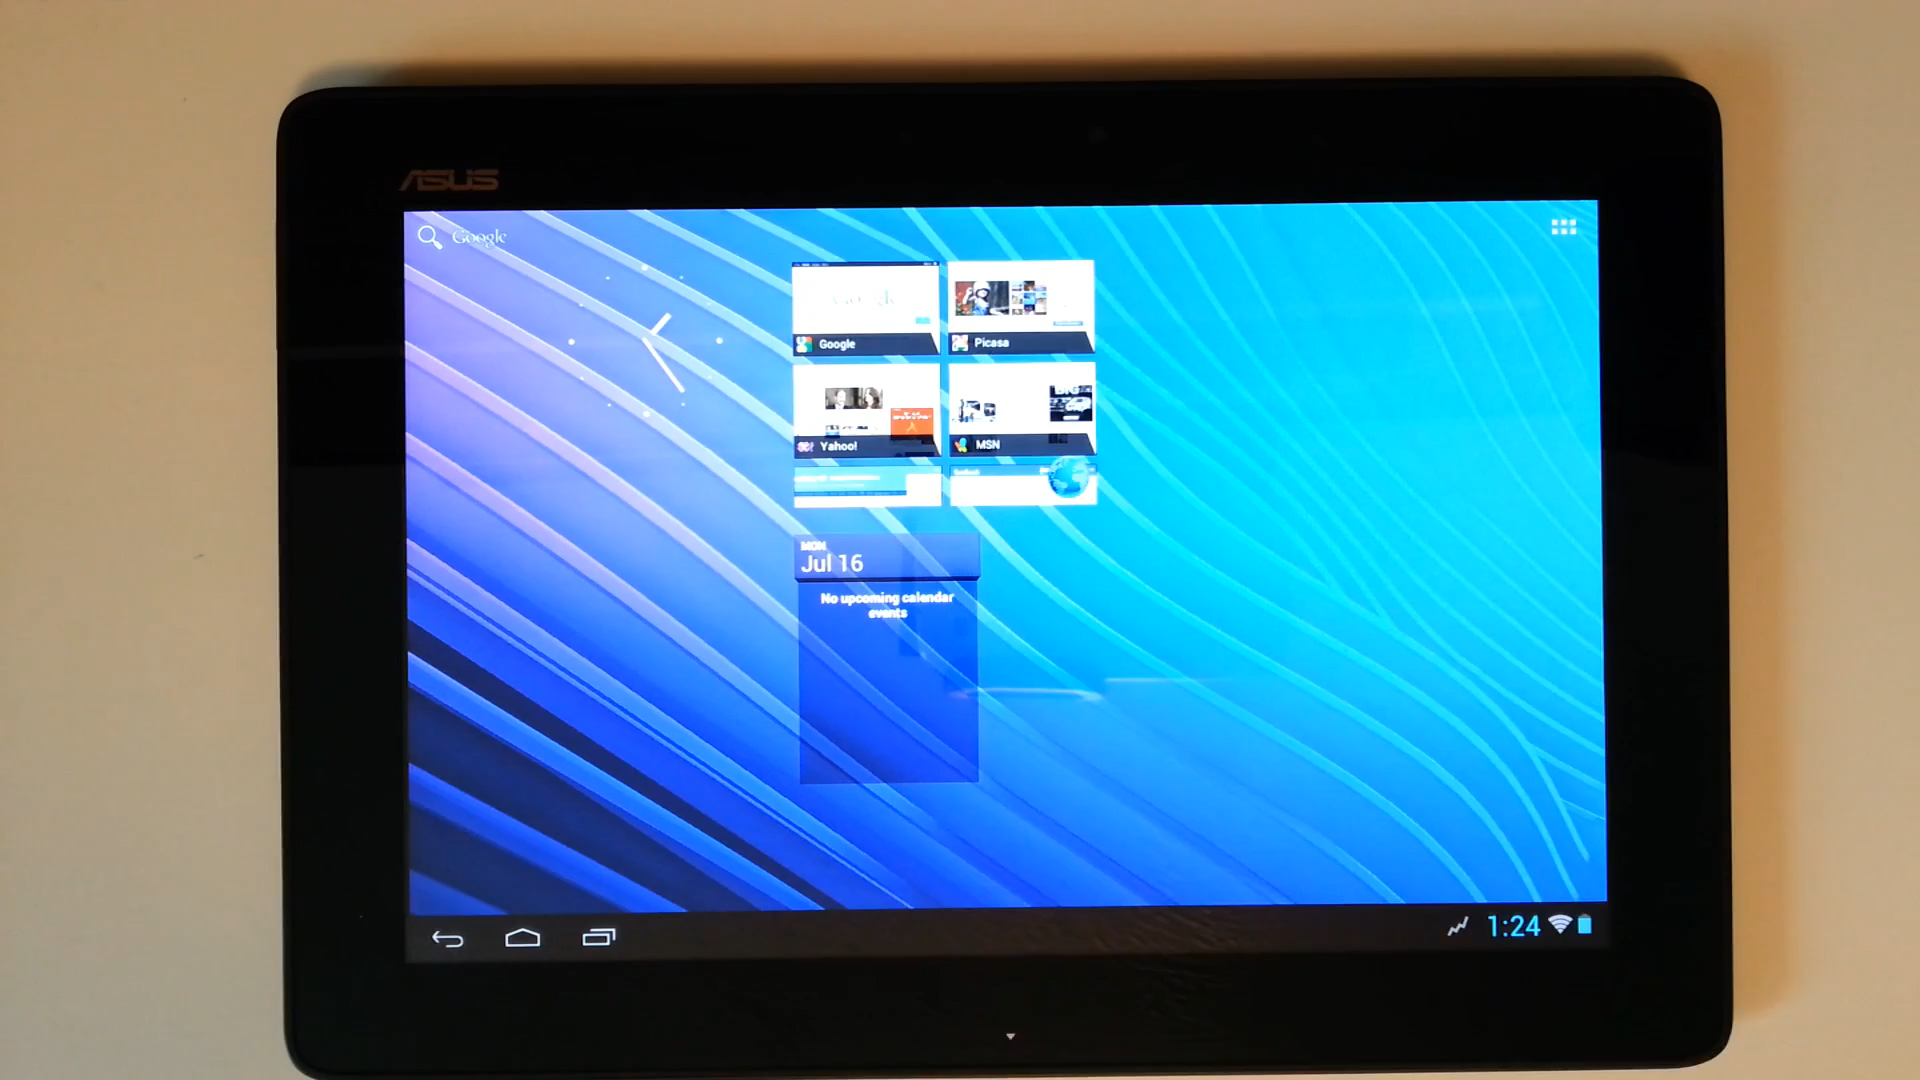 ASUS
Google
Google
Picasa
Yahoo!
MSN
MON
Jul 16
No upcoming calendar
events
1:24